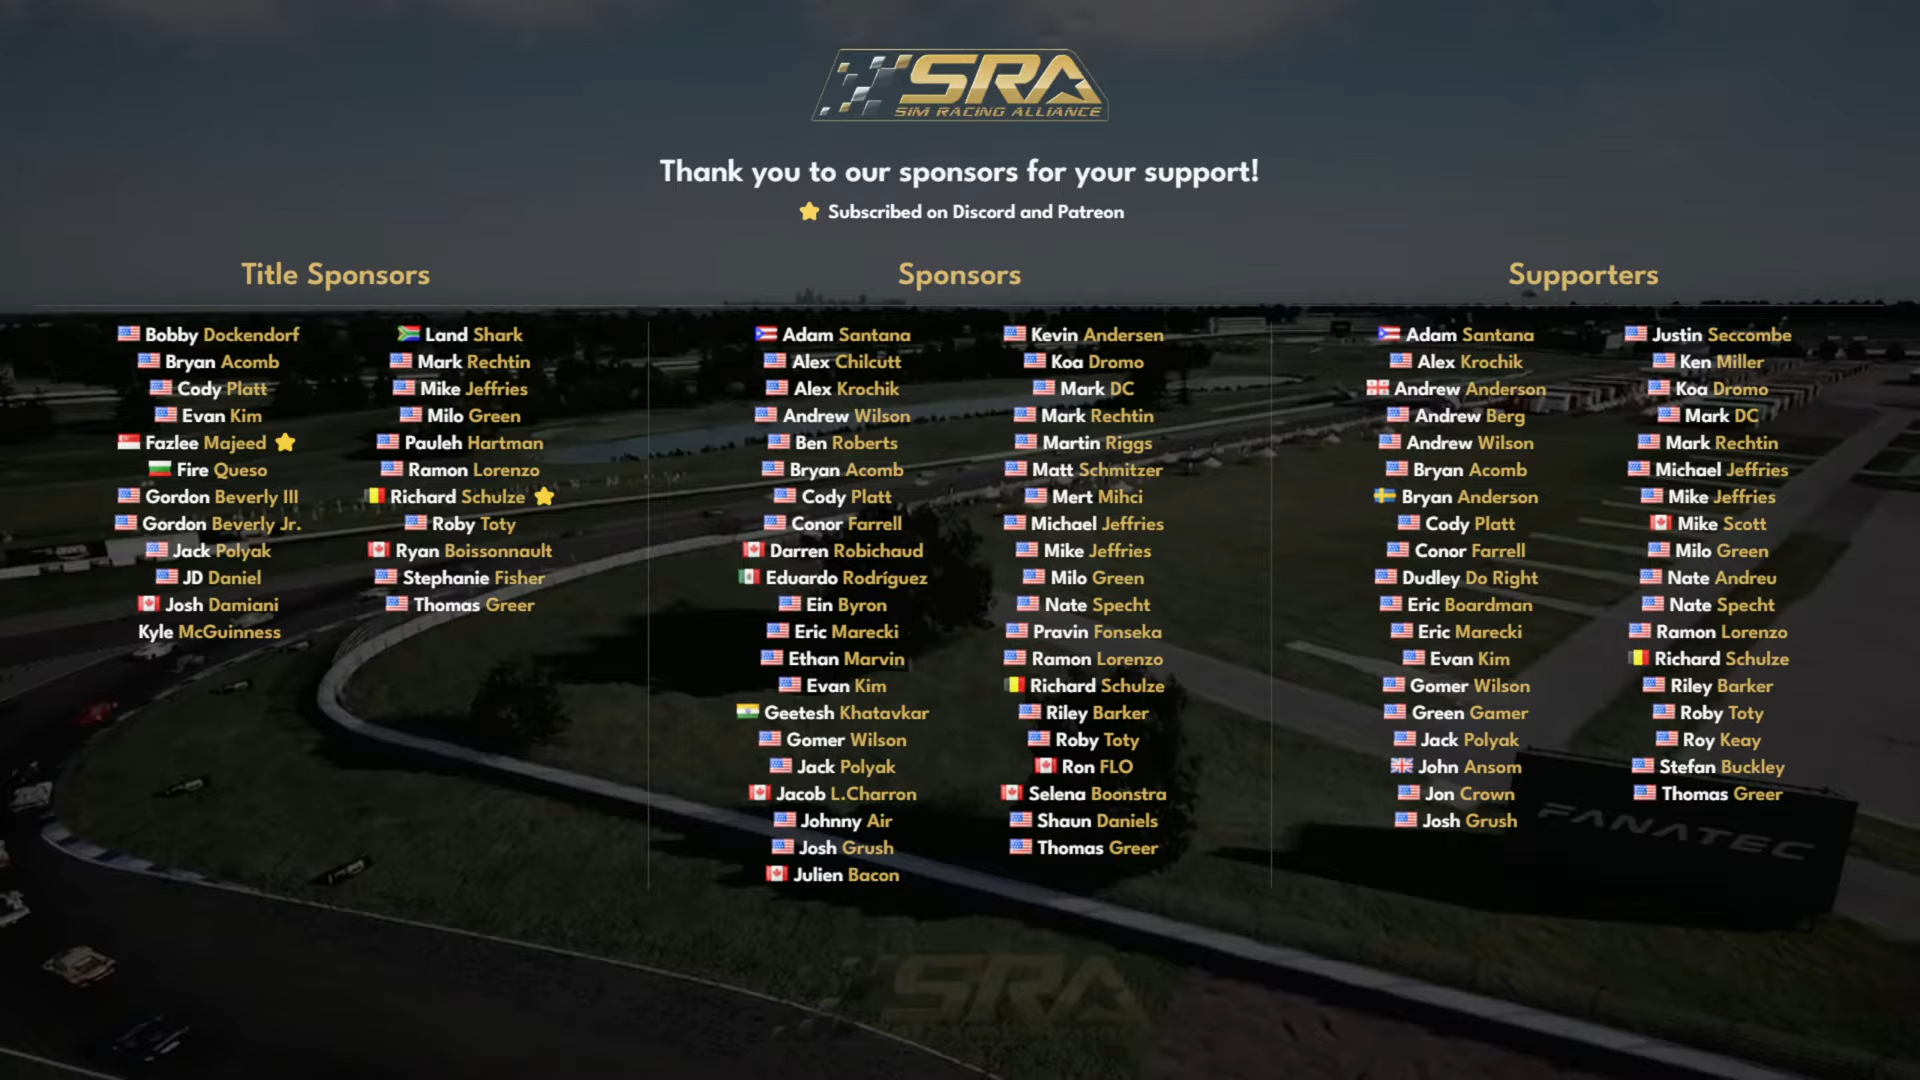 SRA
SIM RACING ALLIANCE
Thank you to our sponsors for your support!
Subscribed on Discord and Patreon
Title Sponsors
Bobby Dockendorf
Bryan Acomb
Cody Platt
Evan Kim
Fazlee Majeed
Fire Queso
Gordon Beverly III
Gordon Beverly Jr.
Jack Polyak
JD Daniel
Josh Damiani
Kyle McGuinness
Land Shark
Mark Rechtin
Mike Jeffries
Milo Green
Pauleh Hartman
Ramon Lorenzo
Richard Schulze
Roby Toty
Ryan Boissonnault
Stephanie Fisher
Thomas Greer
Sponsors
Adam Santana
Alex Chilcutt
Alex Krochik
Andrew Wilson
Ben Roberts
Bryan Acomb
Cody Platt
Conor Farrell
Darren Robichaud
Eduardo Rodríguez
Ein Byron
Eric Marecki
Ethan Marvin
Evan Kim
Geetesh Khatavkar
Gomer Wilson
Jack Polyak
Jacob L.Charron
Johnny Air
Josh Grush
Julien Bacon
Kevin Andersen
Koa Dromo
Mark DC
Mark Rechtin
Martin Riggs
Matt Schmitzer
Mert Mihci
Michael Jeffries
Mike Jeffries
Milo Green
Nate Specht
Pravin Fonseka
Ramon Lorenzo
Richard Schulze
Riley Barker
Roby Toty
Ron FLO
Selena Boonstra
Shaun Daniels
Thomas Greer
Supporters
Adam Santana
Alex Krochik
Andrew Anderson
Andrew Berg
Andrew Wilson
Bryan Acomb
Bryan Anderson
Cody Platt
Conor Farrell
Dudley Do Right
Eric Boardman
Eric Marecki
Evan Kim
Gomer Wilson
Green Gamer
Jack Polyak
John Ansom
Jon Crown
Josh Grush
Justin Seccombe
Ken Miller
Koa Dromo
Mark DC
Mark Rechtin
Michael Jeffries
Mike Jeffries
Mike Scott
Milo Green
Nate Andreu
Nate Specht
Ramon Lorenzo
Richard Schulze
Riley Barker
Roby Toty
Roy Keay
Stefan Buckley
Thomas Greer
FANATEC
SRA